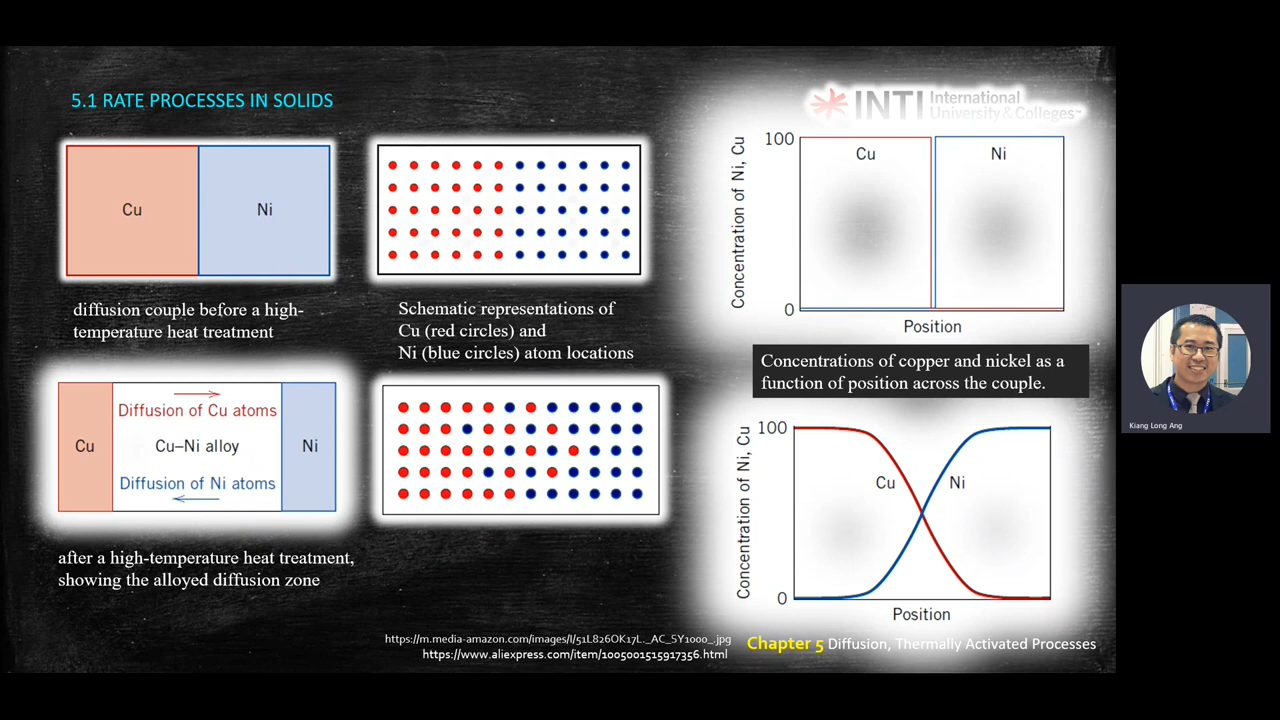 5.1 RATE PROCESSES IN SOLIDS
INTI International
University & Colleges
Cu
Ni
diffusion couple before a high-
temperature heat treatment
Schematic representations of
Cu (red circles) and
Ni (blue circles) atom locations
Concentration of Ni, Cu
100
0
Cu
Ni
Position
Concentrations of copper and nickel as a
function of position across the couple.
Cu
Diffusion of Cu atoms
Cu–Ni alloy
Diffusion of Ni atoms
Ni
after a high-temperature heat treatment,
showing the alloyed diffusion zone
Concentration of Ni, Cu
100
0
Cu
Ni
Position
https://m.media-amazon.com/images/I/51L826OK17L._AC_SY1000_.jpg
https://www.aliexpress.com/item/1005001515917356.html
Chapter 5 Diffusion, Thermally Activated Processes
Kiang Long Ang